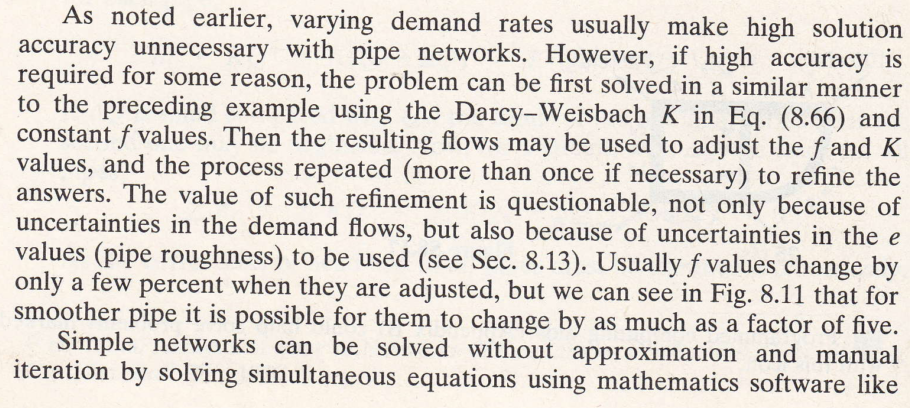 As noted earlier, varying demand rates usually make high solution
accuracy unnecessary with pipe networks. However, if high accuracy is
required for some reason, the problem can be first solved in a similar manner
to the preceding example using the Darcy–Weisbach K in Eq. (8.66) and
constant f values. Then the resulting flows may be used to adjust the f and K
values, and the process repeated (more than once if necessary) to refine the
answers. The value of such refinement is questionable, not only because of
uncertainties in the demand flows, but also because of uncertainties in the e
values (pipe roughness) to be used (see Sec. 8.13). Usually f values change by
only a few percent when they are adjusted, but we can see in Fig. 8.11 that for
smoother pipe it is possible for them to change by as much as a factor of five.
Simple networks can be solved without approximation and manual
iteration by solving simultaneous equations using mathematics software like